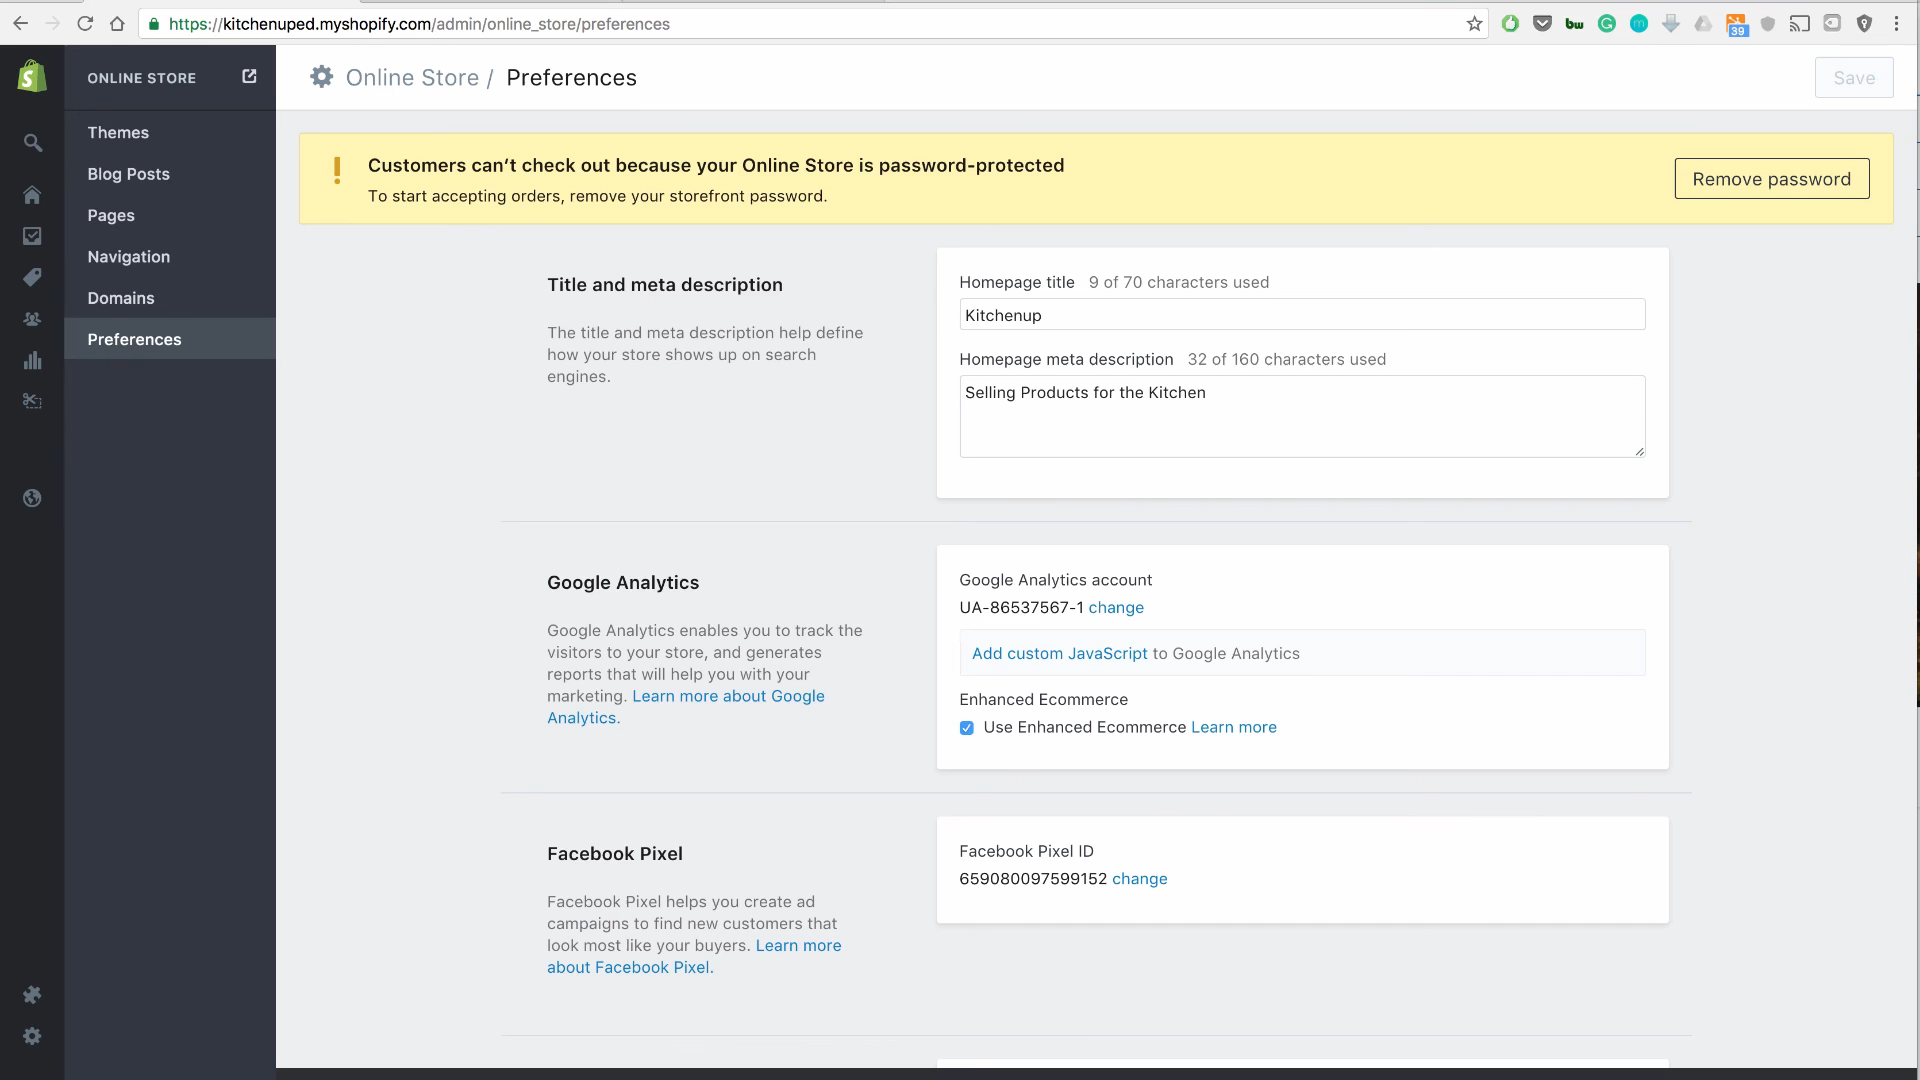 https://kitchenuped.myshopify.com/admin/online_store/preferences
bw
39
ONLINE STORE
Online Store / Preferences
Save
Themes
Blog Posts
Pages
Navigation
Domains
Preferences
Customers can’t check out because your Online Store is password-protected
To start accepting orders, remove your storefront password.
Remove password
Title and meta description
The title and meta description help define
how your store shows up on search
engines.
Homepage title 9 of 70 characters used
Kitchenup
Homepage meta description 32 of 160 characters used
Selling Products for the Kitchen
Google Analytics
Google Analytics enables you to track the
visitors to your store, and generates
reports that will help you with your
marketing. Learn more about Google
Analytics.
Google Analytics account
UA-86537567-1 change
Add custom JavaScript to Google Analytics
Enhanced Ecommerce
Use Enhanced Ecommerce Learn more
Facebook Pixel
Facebook Pixel helps you create ad
campaigns to find new customers that
look most like your buyers. Learn more
about Facebook Pixel.
Facebook Pixel ID
659080097599152 change